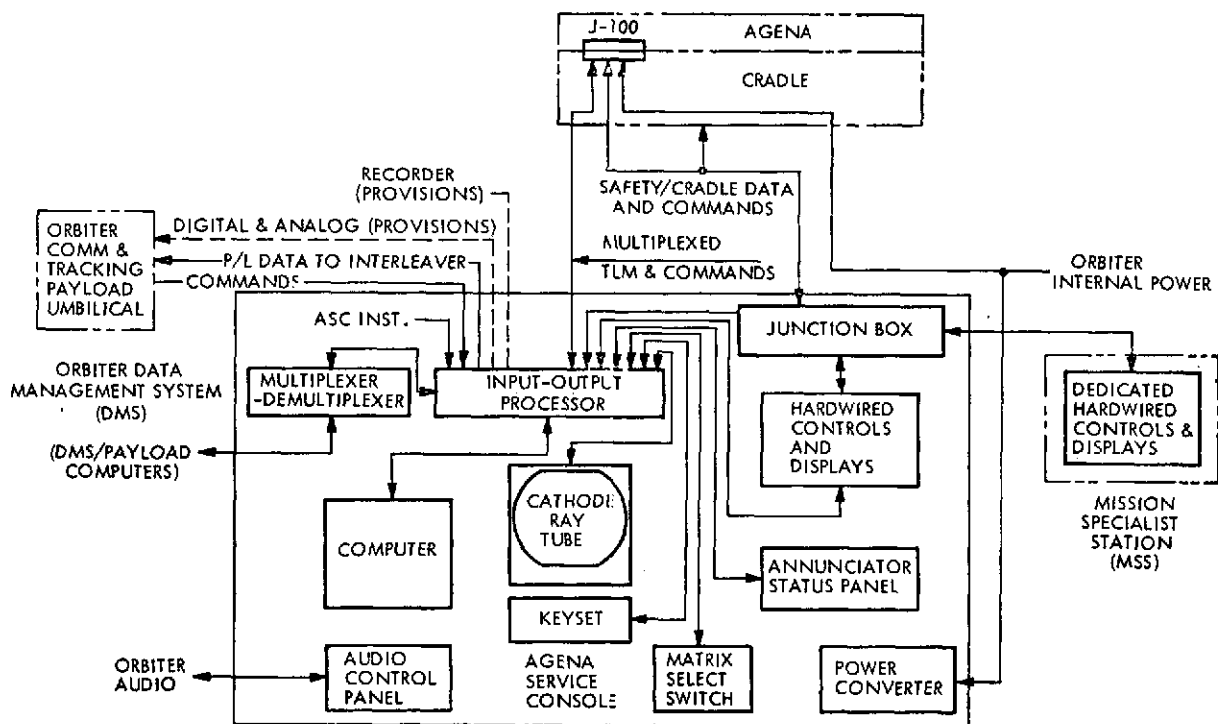 J-100
AGENA
CRADLE
RECORDER
(PROVISIONS)
SAFETY/CRADLE DATA
AND COMMANDS
DIGITAL & ANALOG (PROVISIONS)
ORBITER
COMM &
TRACKING
PAYLOAD
UMBILICAL
P/L DATA TO INTERLEAVER
COMMANDS
MULTIPLEXED
TLM & COMMANDS
ORBITER
INTERNAL POWER
ASC INST.
JUNCTION BOX
ORBITER DATA
MANAGEMENT SYSTEM
(DMS)
MULTIPLEXER
-DEMULTIPLEXER
INPUT-OUTPUT
PROCESSOR
HARDWIRED
CONTROLS
AND
DISPLAYS
DEDICATED
HARDWIRED
CONTROLS &
DISPLAYS
(DMS/PAYLOAD
COMPUTERS)
CATHODE
RAY
TUBE
MISSION
SPECIALIST
STATION
(MSS)
COMPUTER
ANNUNCIATOR
STATUS PANEL
KEYSET
ORBITER
AUDIO
AUDIO
CONTROL
PANEL
AGENA
SERVICE
CONSOLE
MATRIX
SELECT
SWITCH
POWER
CONVERTER